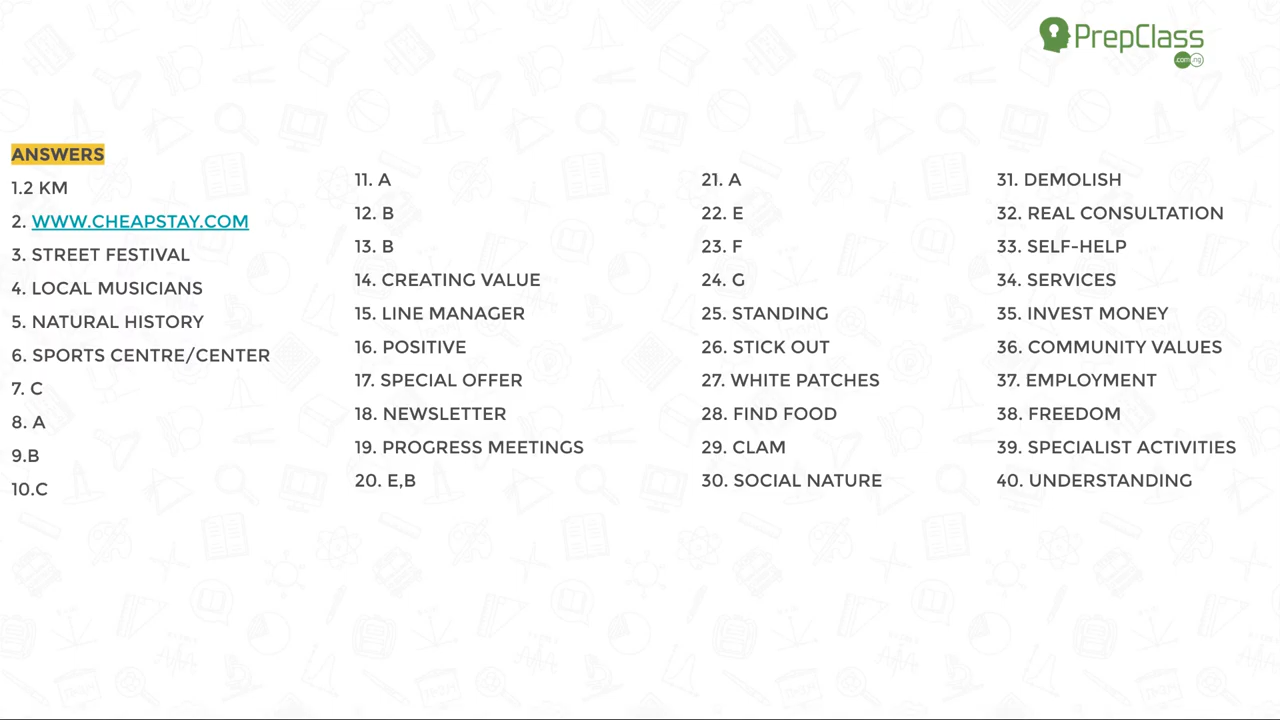 PrepClass
.com.ng
ANSWERS
1.2 KM
2. WWW.CHEAPSTAY.COM
3. STREET FESTIVAL
4. LOCAL MUSICIANS
5. NATURAL HISTORY
6. SPORTS CENTRE/CENTER
7. C
8. A
9.B
10.C
11. A
12. B
13. B
14. CREATING VALUE
15. LINE MANAGER
16. POSITIVE
17. SPECIAL OFFER
18. NEWSLETTER
19. PROGRESS MEETINGS
20. E,B
21. A
22. E
23. F
24. G
25. STANDING
26. STICK OUT
27. WHITE PATCHES
28. FIND FOOD
29. CLAM
30. SOCIAL NATURE
31. DEMOLISH
32. REAL CONSULTATION
33. SELF-HELP
34. SERVICES
35. INVEST MONEY
36. COMMUNITY VALUES
37. EMPLOYMENT
38. FREEDOM
39. SPECIALIST ACTIVITIES
40. UNDERSTANDING